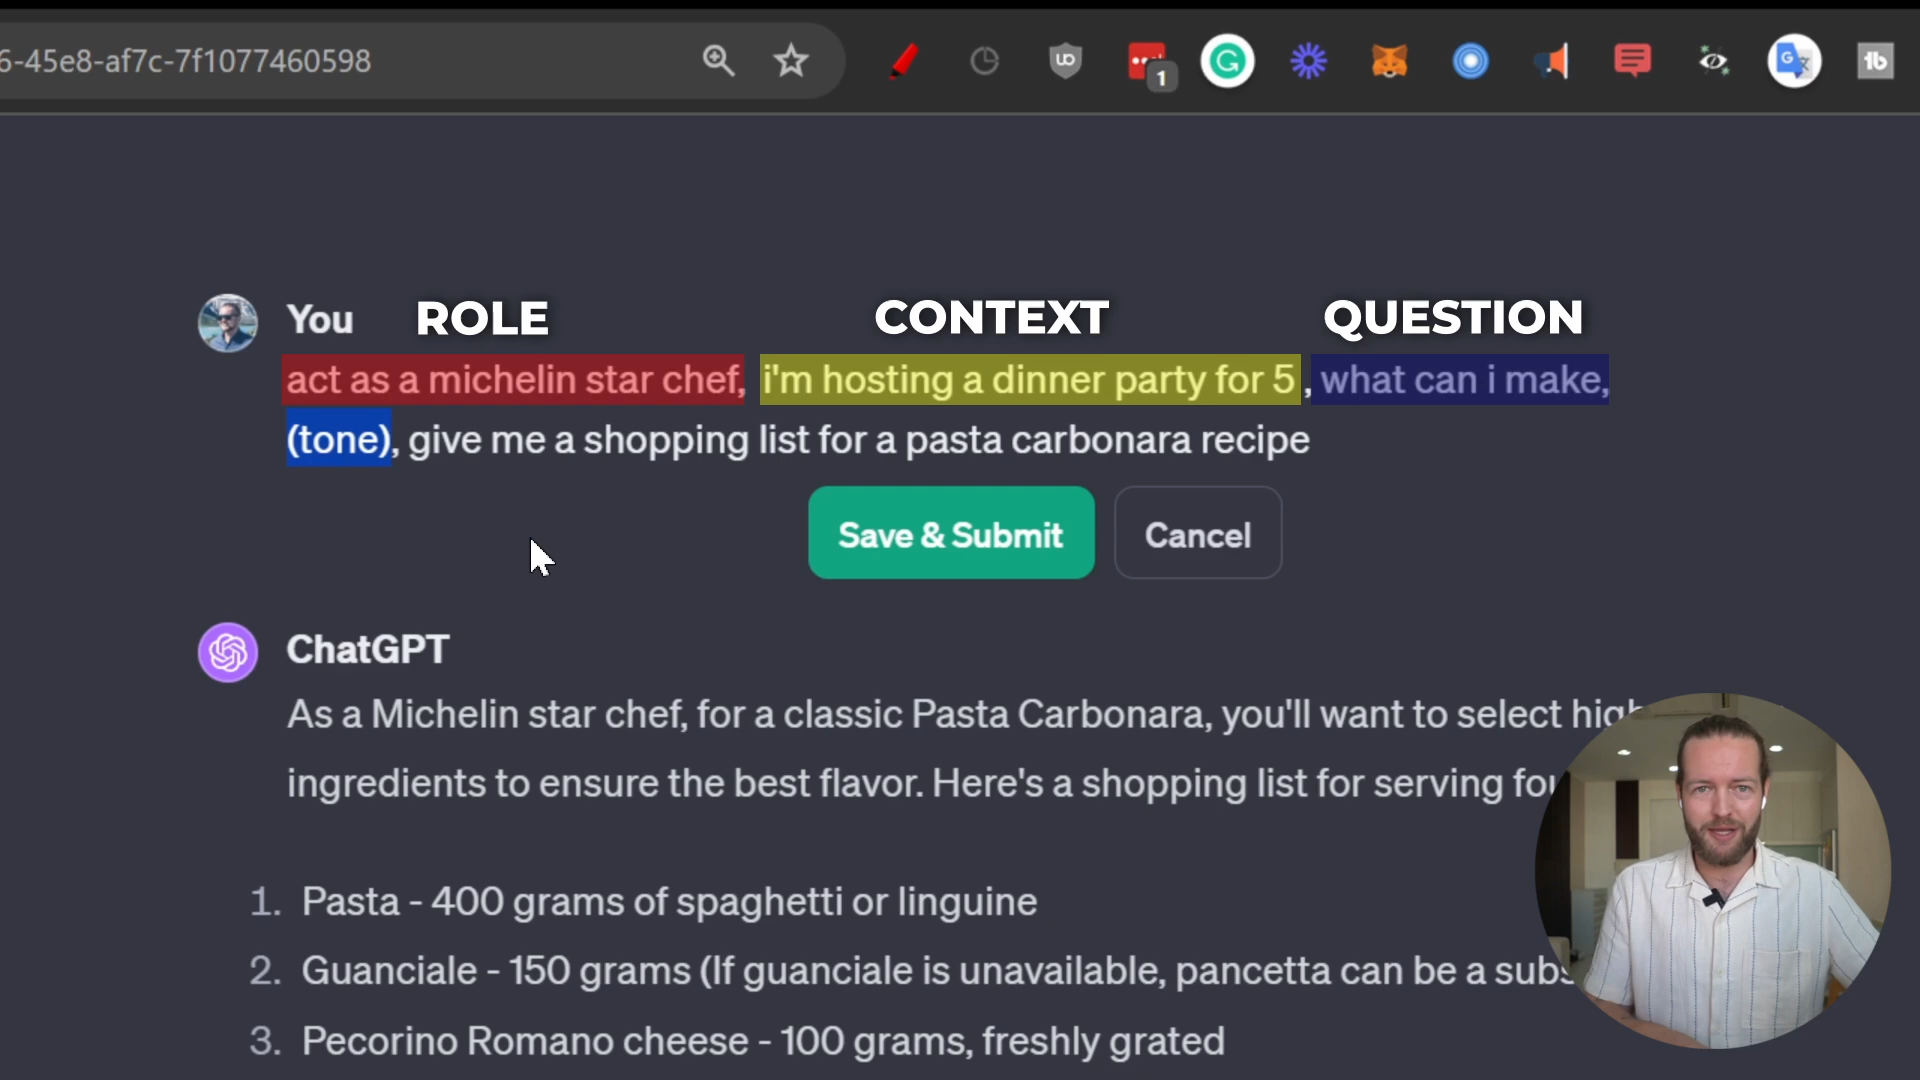 6-45e8-af7c-7f1077460598
1
You ROLE CONTEXT QUESTION
act as a michelin star chef, i'm hosting a dinner party for 5 , what can i make,
(tone), give me a shopping list for a pasta carbonara recipe
Save & Submit Cancel
ChatGPT
As a Michelin star chef, for a classic Pasta Carbonara, you'll want to select
ingredients to ensure the best flavor. Here's a shopping list for serving
1. Pasta - 400 grams of spaghetti or linguine
2. Guanciale - 150 grams (If guanciale is unavailable, pancetta can be a
3. Pecorino Romano cheese - 100 grams, freshly grated